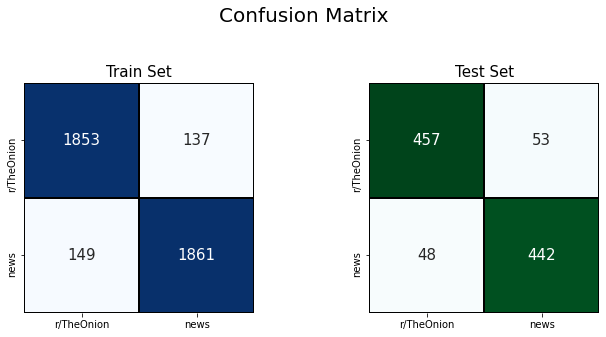 Confusion Matrix
Train Set
Test Set
r/TheOnion
1853
137
r/TheOnion
457
53
news
149
1861
news
48
442
r/TheOnion
news
r/TheOnion
news